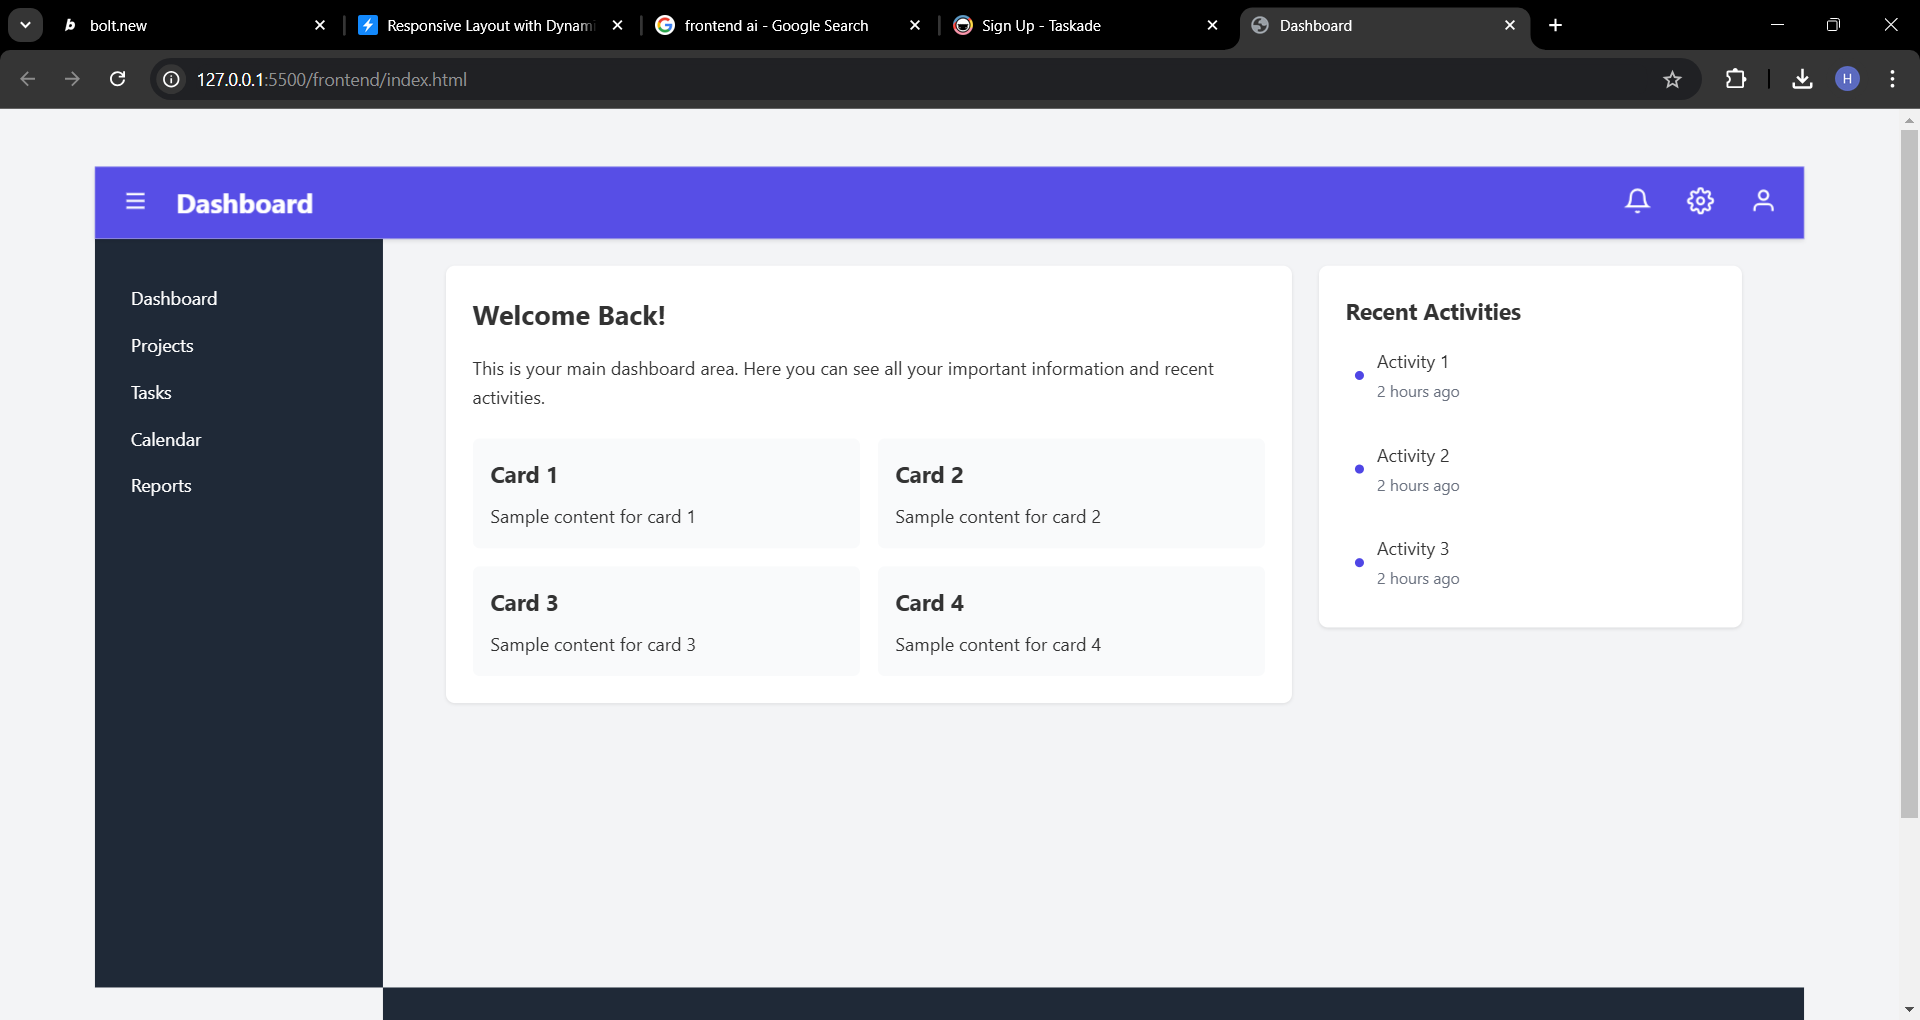 bolt.new
Responsive Layout with Dynami
frontend ai - Google Search
Sign Up - Taskade
Dashboard
127.0.0.1:5500/frontend/index.html
H
Dashboard
Dashboard
Projects
Tasks
Calendar
Reports
Welcome Back!
This is your main dashboard area. Here you can see all your important information and recent
activities.
Card 1
Sample content for card 1
Card 2
Sample content for card 2
Card 3
Sample content for card 3
Card 4
Sample content for card 4
Recent Activities
Activity 1
2 hours ago
Activity 2
2 hours ago
Activity 3
2 hours ago